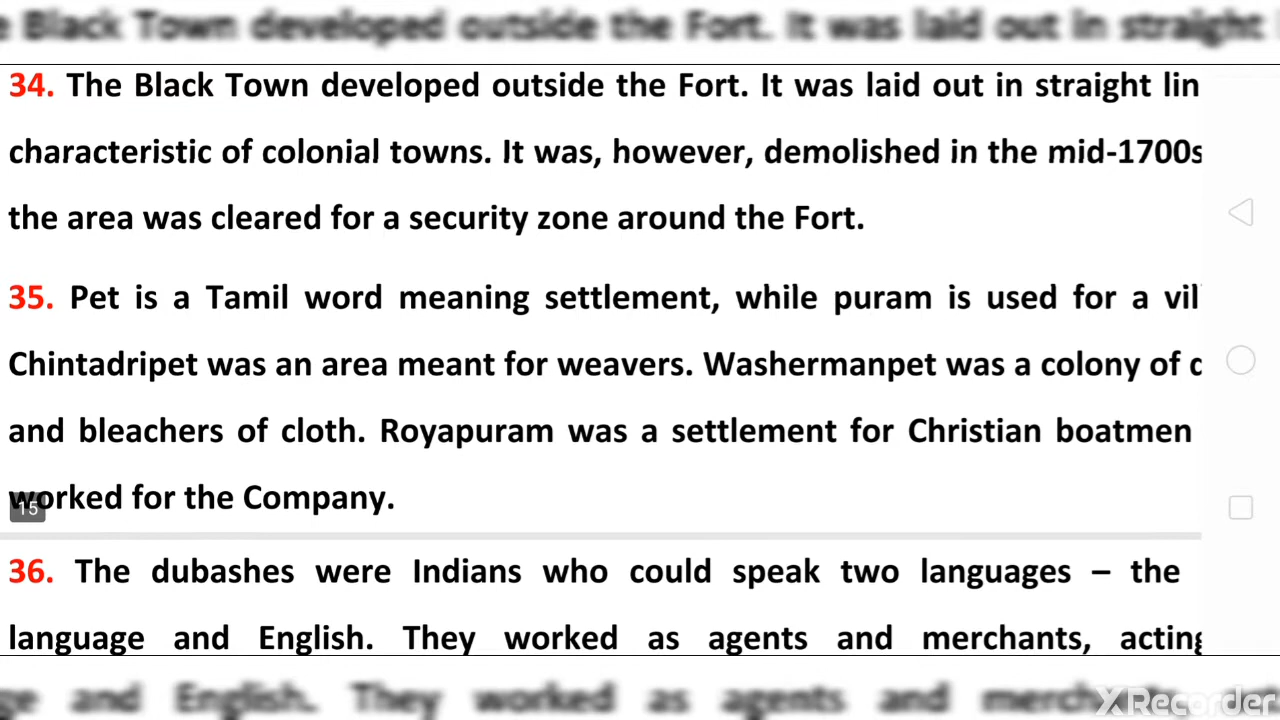 Black Town developed outside the Fort. It was laid out in straight
34. The Black Town developed outside the Fort. It was laid out in straight lin
characteristic of colonial towns. It was, however, demolished in the mid-1700s
the area was cleared for a security zone around the Fort.
35. Pet is a Tamil word meaning settlement, while puram is used for a vil
Chintadripet was an area meant for weavers. Washermanpet was a colony of
and bleachers of cloth. Royapuram was a settlement for Christian boatmen
worked for the Company.
15
36. The dubashes were Indians who could speak two languages – the
language and English. They worked as agents and merchants, acting
and English. They worked as agents and
XRecorder